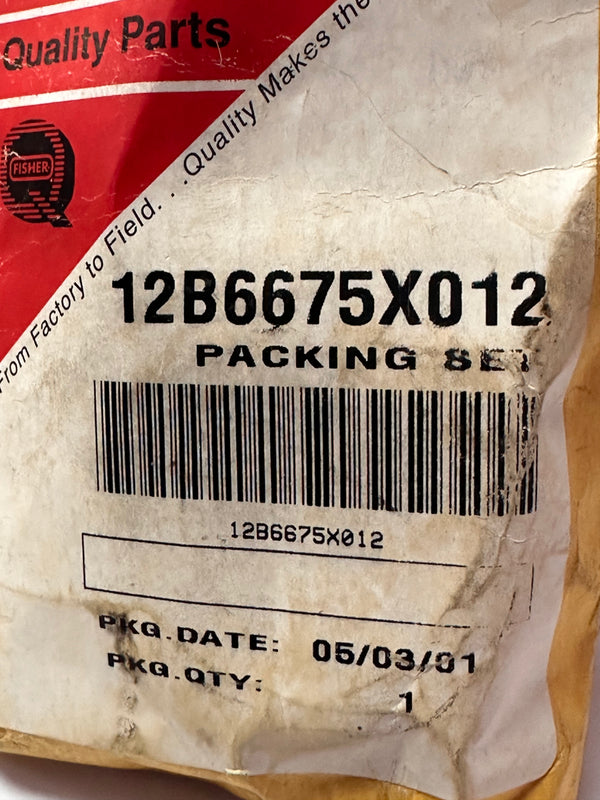 Quality Parts
FISHER
From Factory to Field. . .Quality Makes the
12B6675X012
PACKING SET
12B6675X012
PKG.DATE: 05/03/01
PKG.QTY: 1